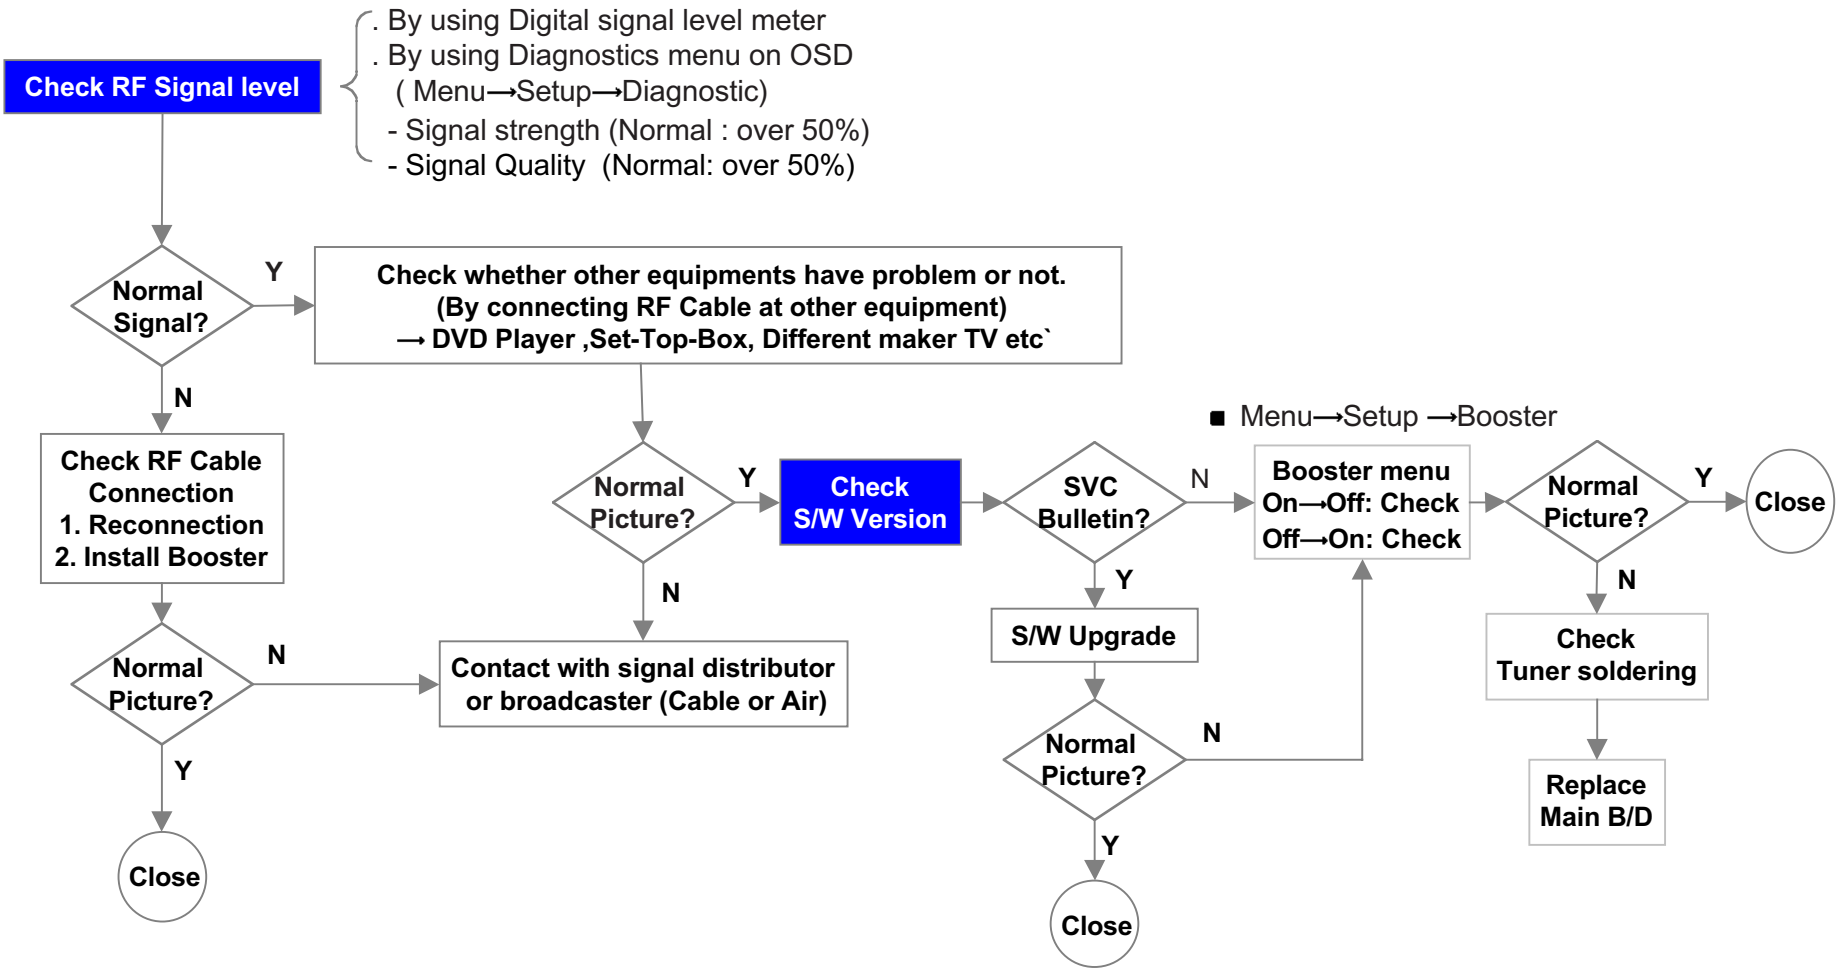 . By using Digital signal level meter
. By using Diagnostics menu on OSD
( Menu→Setup→Diagnostic)
- Signal strength (Normal : over 50%)
- Signal Quality (Normal: over 50%)
Check RF Signal level
Normal
Signal?
Y
N
Check whether other equipments have problem or not.
(By connecting RF Cable at other equipment)
→ DVD Player ,Set-Top-Box, Different maker TV etc`
Check RF Cable
Connection
1. Reconnection
2. Install Booster
Normal
Picture?
N
Y
Close
Normal
Picture?
Y
N
Contact with signal distributor
or broadcaster (Cable or Air)
Check
S/W Version
SVC
Bulletin?
N
Y
S/W Upgrade
Normal
Picture?
N
Y
Close
■ Menu→Setup →Booster
Booster menu
On→Off: Check
Off→On: Check
Normal
Picture?
Y
Close
N
Check
Tuner soldering
Replace
Main B/D